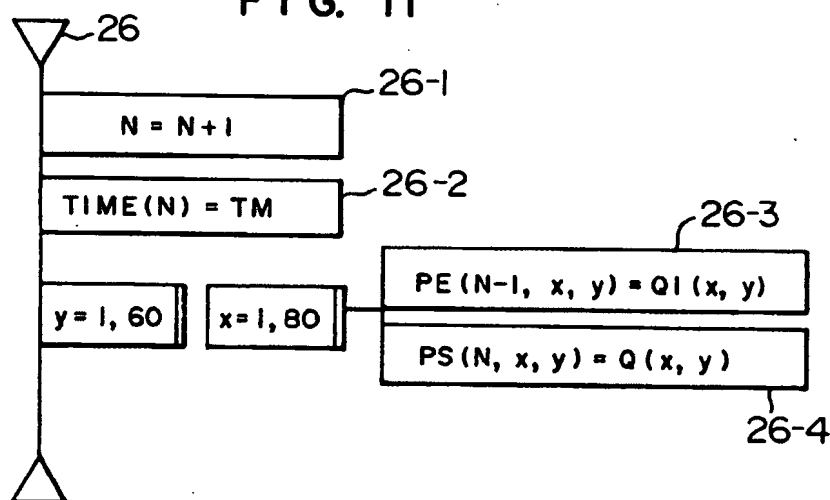 FIG. 11
26
26-1
N = N+1
26-2
TIME(N) = TM
26-3
PE(N-1, x, y) = QI(x, y)
y=1, 60
x=1, 80
PS(N, x, y) = Q(x, y)
26-4